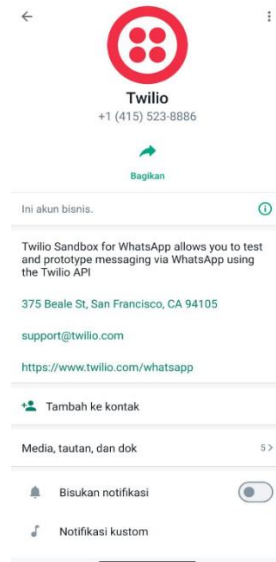 Twilio
+1 (415) 523-8886
Bagikan
Ini akun bisnis.
Twilio Sandbox for WhatsApp allows you to test
and prototype messaging via WhatsApp using
the Twilio API
375 Beale St, San Francisco, CA 94105
support@twilio.com
https://www.twilio.com/whatsapp
Tambah ke kontak
Media, tautan, dan dok 5 >
Bisukan notifikasi
Notifikasi kustom